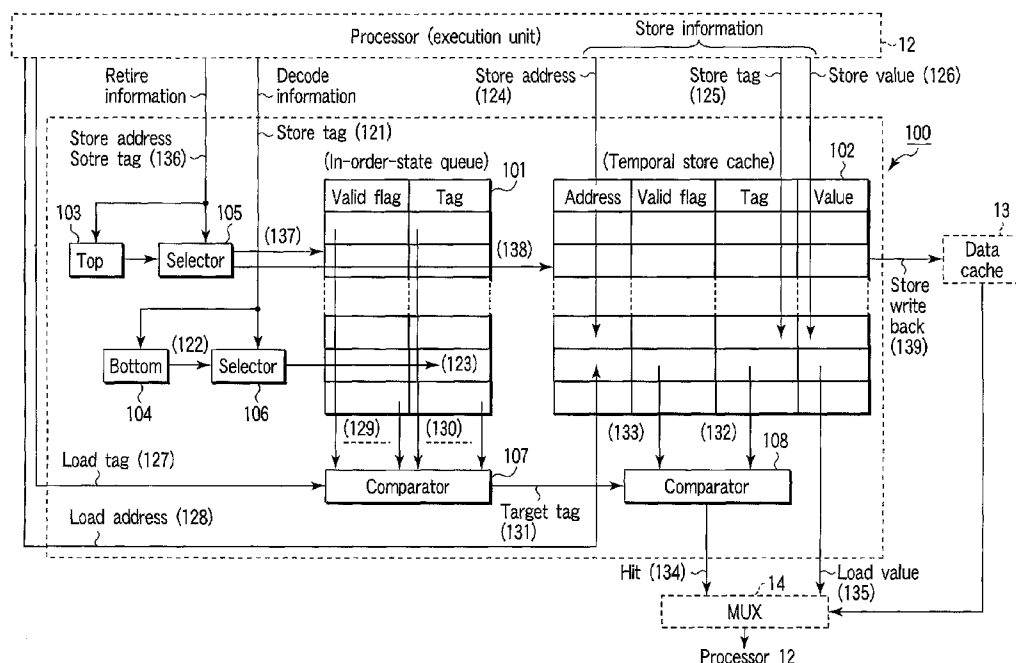 Processor (execution unit)
Store information
12
Retire
information
Decode
information
Store address
(124)
Store tag
(125)
Store value (126)
Store address
Sotre tag (136)
Store tag (121)
100
(In-order-state queue)
101
(Temporal store cache)
102
Valid flag
Tag
Address
Valid flag
Tag
Value
103
Top
105
Selector
(137)
(138)
13
Data
cache
Store
write
back
(139)
Bottom
104
(122)
Selector
106
(123)
(129)
(130)
(133)
(132)
107
108
Load tag (127)
Comparator
Comparator
Load address (128)
Target tag
(131)
Hit (134)
Load value
(135)
14
MUX
Processor 12